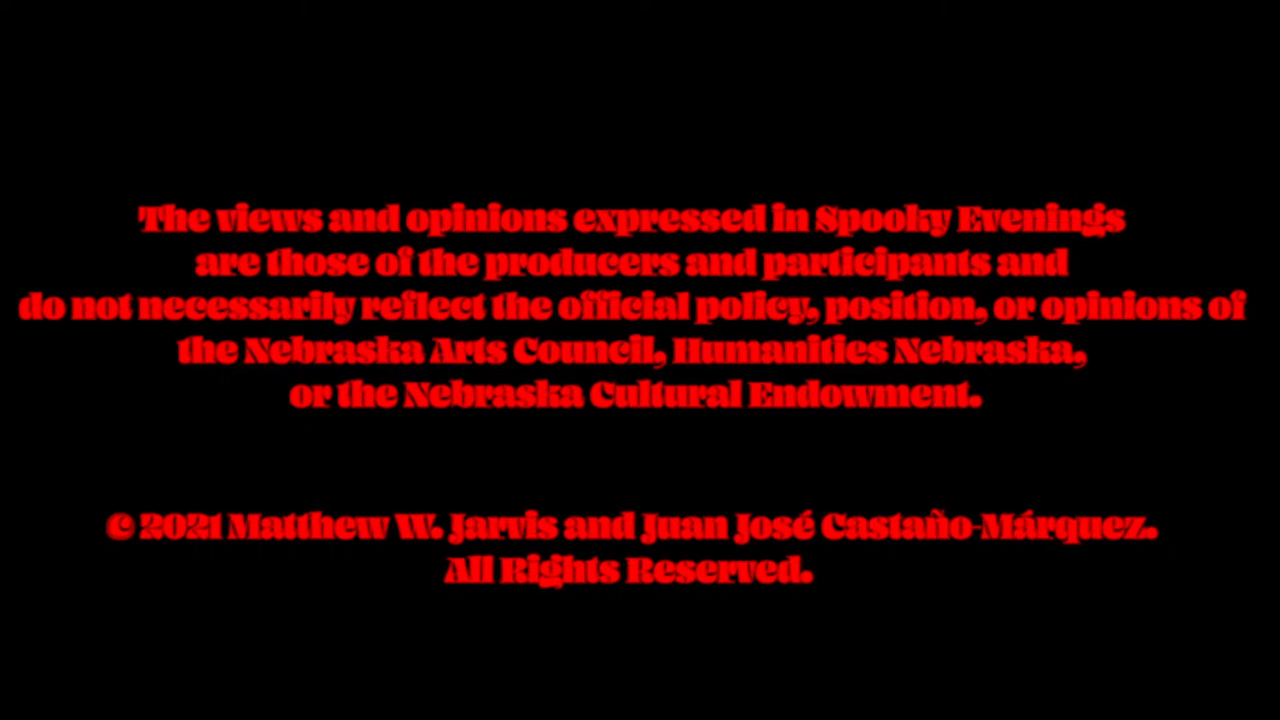 The views and opinions expressed in Spooky Evenings
are those of the producers and participants and
do not necessarily reflect the official policy, position, or opinions of
the Nebraska Arts Council, Humanities Nebraska,
or the Nebraska Cultural Endowment.
© 2021 Matthew W. Jarvis and Juan José Castaño-Márquez.
All Rights Reserved.